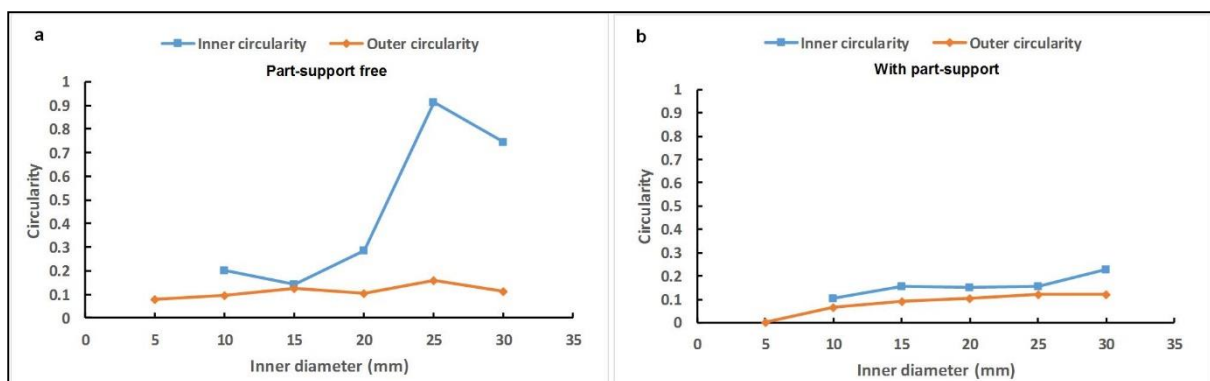 a
Inner circularity
Outer circularity
Part-support free
1
0.9
0.8
0.7
0.6
0.5
0.4
0.3
0.2
0.1
0
Circularity
0 5 10 15 20 25 30 35
Inner diameter (mm)
b
Inner circularity
Outer circularity
With part-support
1
0.9
0.8
0.7
0.6
0.5
0.4
0.3
0.2
0.1
0
Circularity
0 5 10 15 20 25 30 35
Inner diameter (mm)